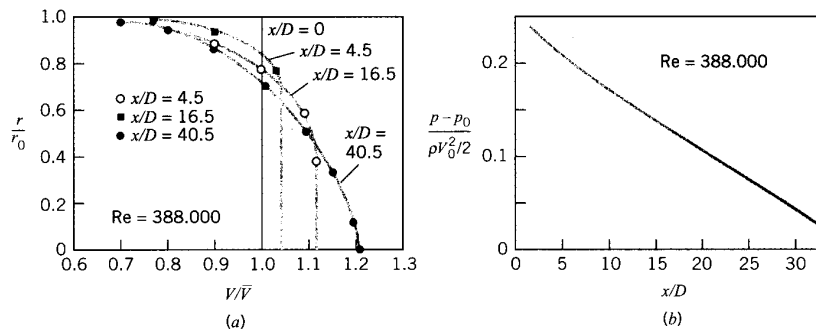 1.0
0.8
0.6
0.4
0.2
0
r
r₀
x/D = 0
x/D = 4.5
x/D = 16.5
x/D =
40.5
x/D = 4.5
x/D = 16.5
x/D = 40.5
Re = 388.000
0.6 0.7 0.8 0.9 1.0 1.1 1.2 1.3
V/V̄
(a)
0.2
0.1
0
p – p₀
ρV₀²/2
Re = 388.000
0 5 10 15 20 25 30
x/D
(b)